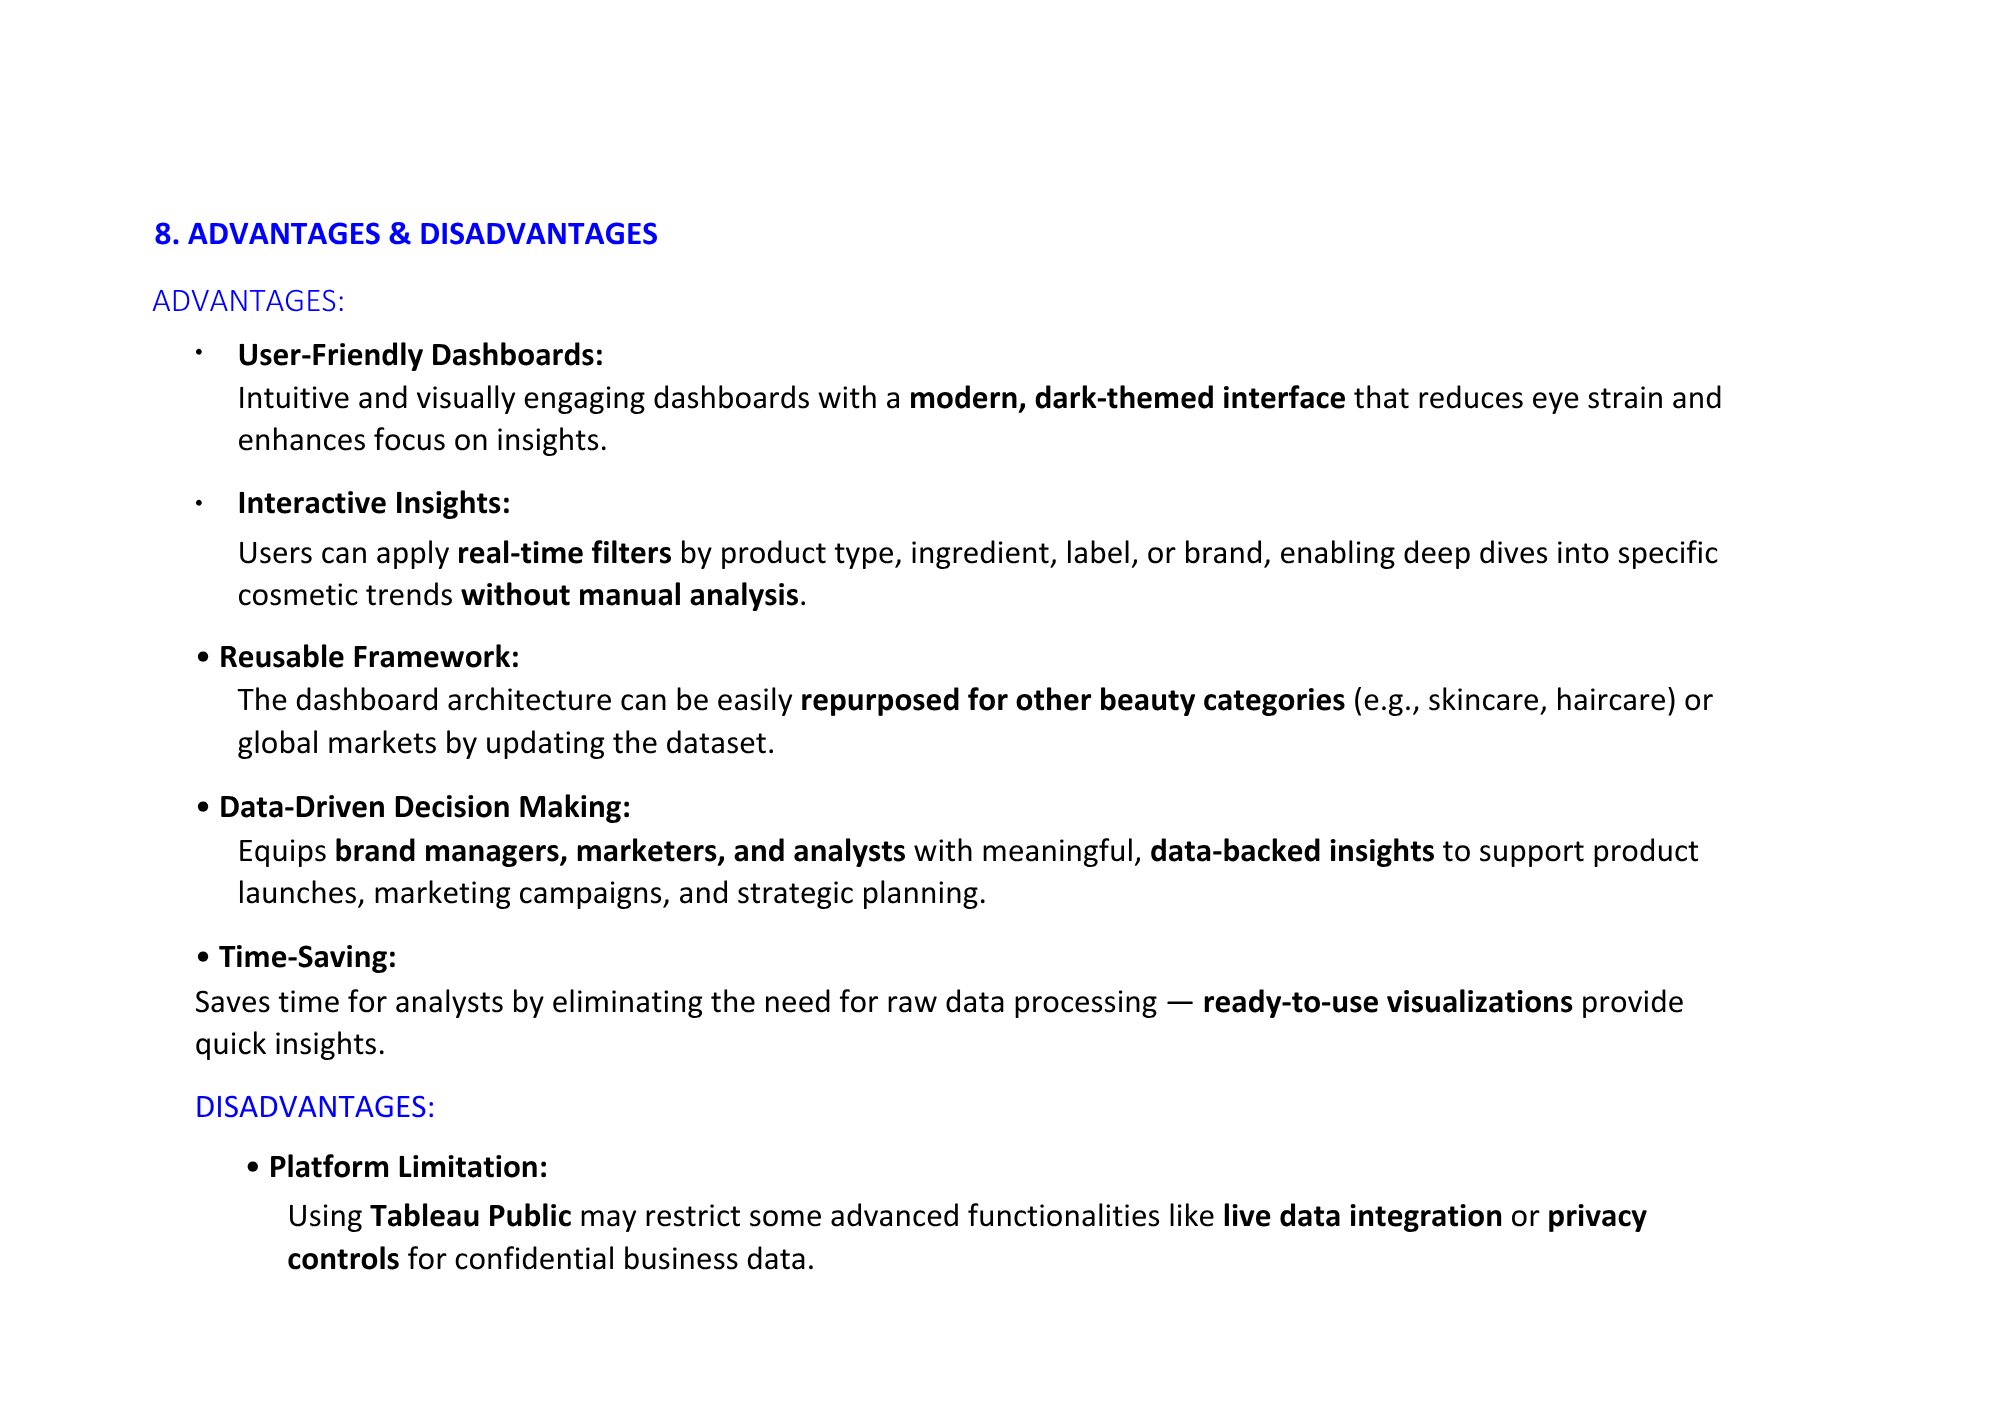 8. ADVANTAGES & DISADVANTAGES
ADVANTAGES:
• User-Friendly Dashboards:
Intuitive and visually engaging dashboards with a modern, dark-themed interface that reduces eye strain and
enhances focus on insights.
• Interactive Insights:
Users can apply real-time filters by product type, ingredient, label, or brand, enabling deep dives into specific
cosmetic trends without manual analysis.
• Reusable Framework:
The dashboard architecture can be easily repurposed for other beauty categories (e.g., skincare, haircare) or
global markets by updating the dataset.
• Data-Driven Decision Making:
Equips brand managers, marketers, and analysts with meaningful, data-backed insights to support product
launches, marketing campaigns, and strategic planning.
• Time-Saving:
Saves time for analysts by eliminating the need for raw data processing — ready-to-use visualizations provide
quick insights.
DISADVANTAGES:
• Platform Limitation:
Using Tableau Public may restrict some advanced functionalities like live data integration or privacy
controls for confidential business data.